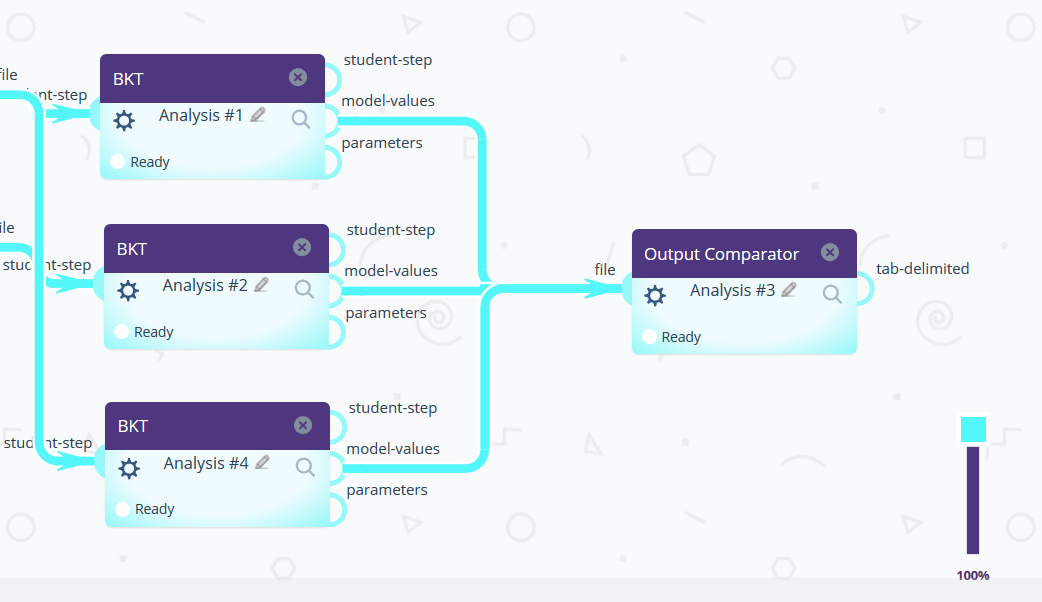 file
student-step
BKT
Analysis #1
Ready
student-step
model-values
parameters
file
student-step
BKT
Analysis #2
Ready
student-step
model-values
parameters
file
Output Comparator
Analysis #3
Ready
tab-delimited
student-step
BKT
Analysis #4
Ready
student-step
model-values
parameters
100%